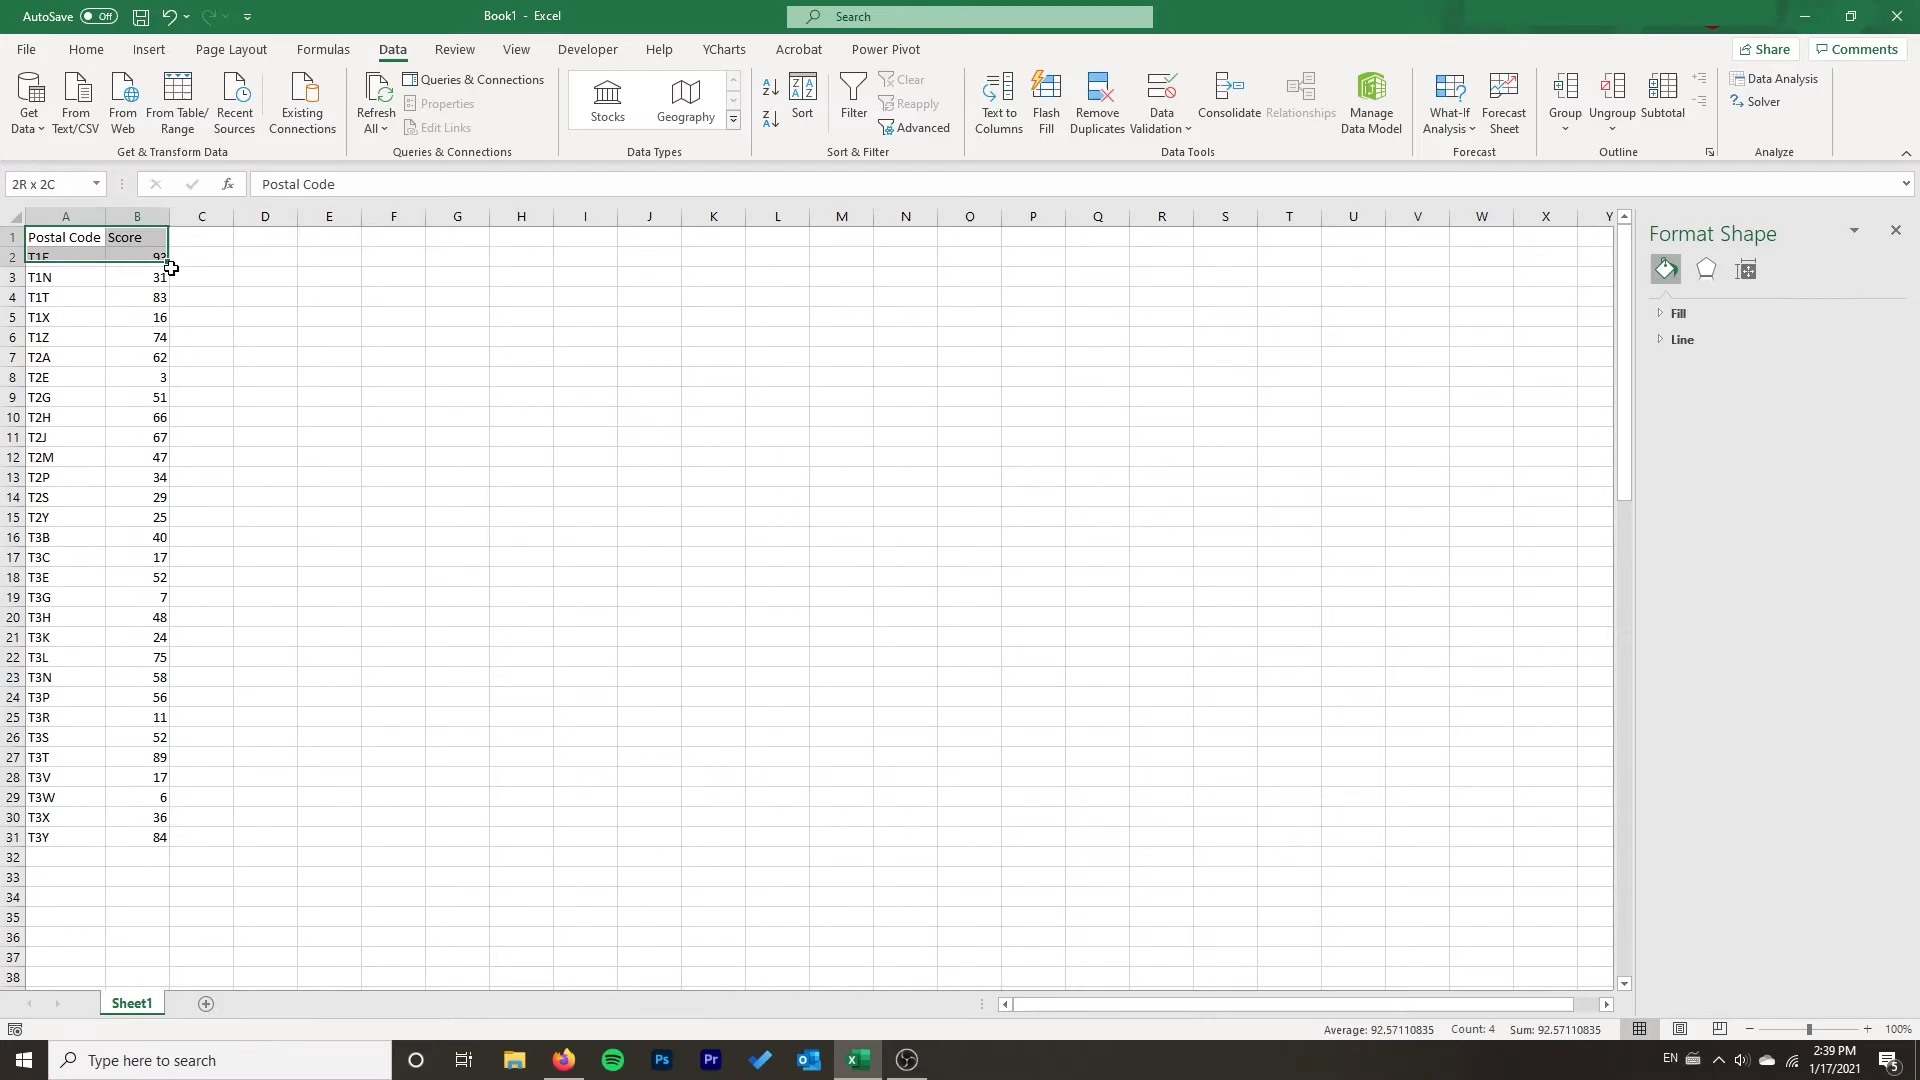 AutoSave Off Book1 - Excel Search
File Home Insert Page Layout Formulas Data Review View Developer Help YCharts Acrobat Power Pivot Share Comments
Get Data From Text/CSV From Web From Table/ Range Recent Sources Existing Connections
Get & Transform Data
Refresh All Queries & Connections Properties Edit Links
Queries & Connections
Stocks Geography
Data Types
Sort Filter Clear Reapply Advanced
Sort & Filter
Text to Columns Flash Fill Remove Duplicates Data Validation Consolidate Relationships Manage Data Model
Data Tools
What-If Analysis Forecast Sheet
Forecast
Group Ungroup Subtotal
Outline
Data Analysis Solver
Analyze
2R x 2C fx Postal Code
A B C D E F G H I J K L M N O P Q R S T U V W X Y
1 Postal Code Score
2 T1F 92
3 T1N 31
4 T1T 83
5 T1X 16
6 T1Z 74
7 T2A 62
8 T2E 3
9 T2G 51
10 T2H 66
11 T2J 67
12 T2M 47
13 T2P 34
14 T2S 29
15 T2Y 25
16 T3B 40
17 T3C 17
18 T3E 52
19 T3G 7
20 T3H 48
21 T3K 24
22 T3L 75
23 T3N 58
24 T3P 56
25 T3R 11
26 T3S 52
27 T3T 89
28 T3V 17
29 T3W 6
30 T3X 36
31 T3Y 84
32
33
34
35
36
37
38
Format Shape
Fill
Line
Sheet1
Average: 92.57110835 Count: 4 Sum: 92.57110835 100%
Type here to search
Ps Pr
EN
2:39 PM
1/17/2021
5